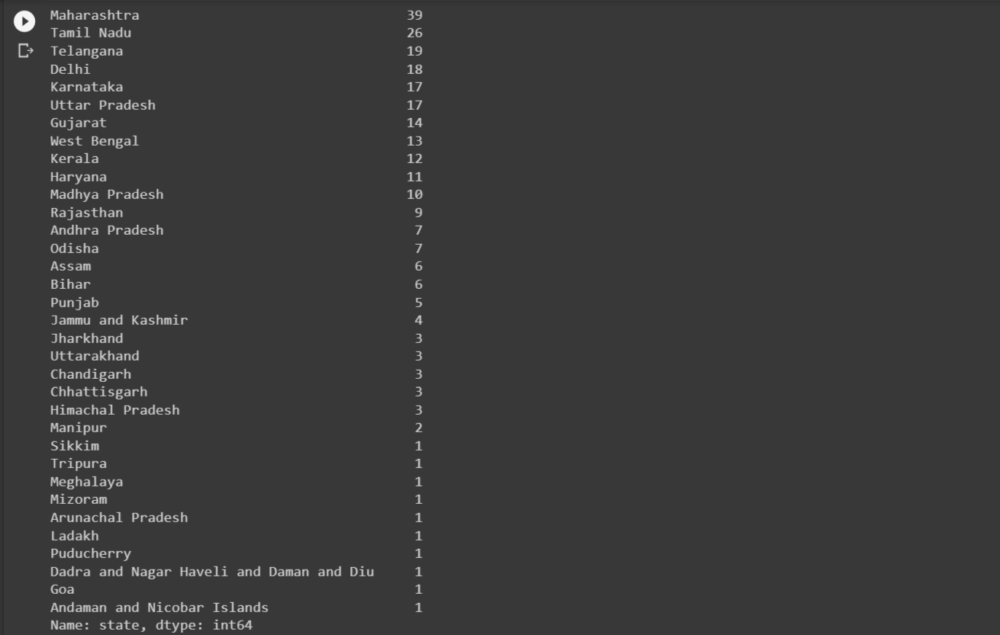 Maharashtra 39
Tamil Nadu 26
Telangana 19
Delhi 18
Karnataka 17
Uttar Pradesh 17
Gujarat 14
West Bengal 13
Kerala 12
Haryana 11
Madhya Pradesh 10
Rajasthan 9
Andhra Pradesh 7
Odisha 7
Assam 6
Bihar 6
Punjab 5
Jammu and Kashmir 4
Jharkhand 3
Uttarakhand 3
Chandigarh 3
Chhattisgarh 3
Himachal Pradesh 3
Manipur 2
Sikkim 1
Tripura 1
Meghalaya 1
Mizoram 1
Arunachal Pradesh 1
Ladakh 1
Puducherry 1
Dadra and Nagar Haveli and Daman and Diu 1
Goa 1
Andaman and Nicobar Islands 1
Name: state, dtype: int64